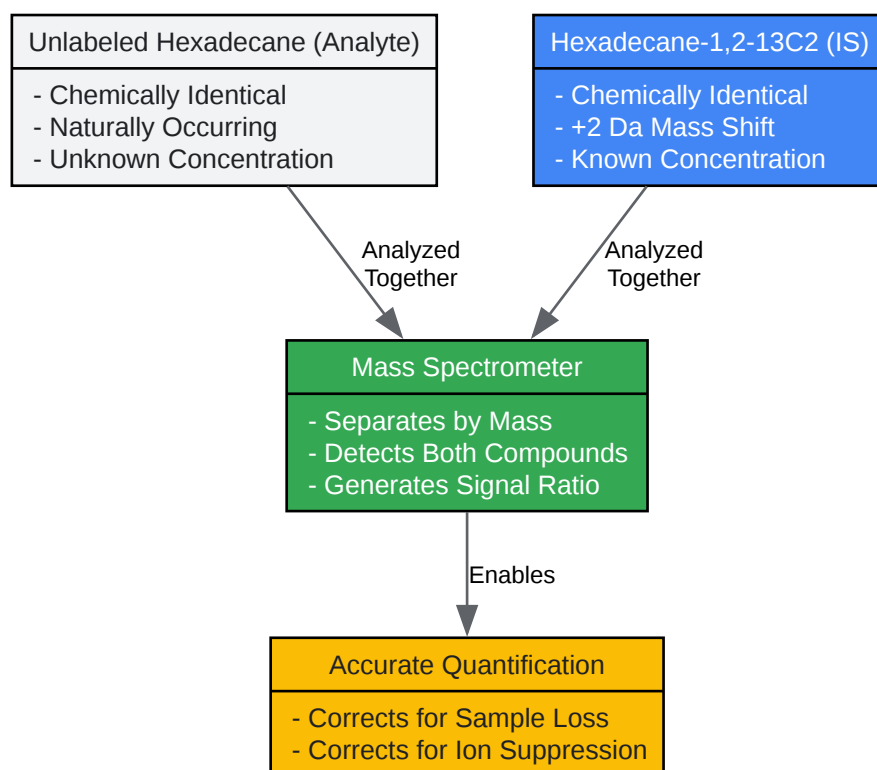 Unlabeled Hexadecane (Analyte)
- Chemically Identical
- Naturally Occurring
- Unknown Concentration
Hexadecane-1,2-13C2 (IS)
- Chemically Identical
- +2 Da Mass Shift
- Known Concentration
Analyzed
Together
Analyzed
Together
Mass Spectrometer
- Separates by Mass
- Detects Both Compounds
- Generates Signal Ratio
Enables
Accurate Quantification
- Corrects for Sample Loss
- Corrects for Ion Suppression